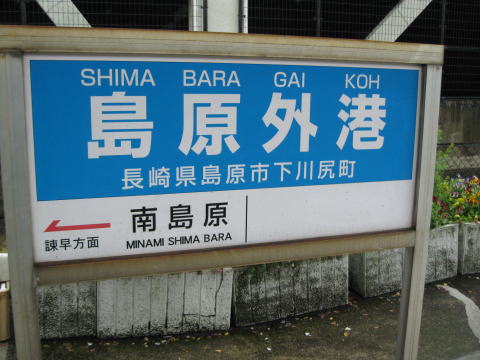 SHIMA BARA GAI KOH
島原外港
長崎県島原市下川尻町
南島原
諫早方面 MINAMI SHIMA BARA